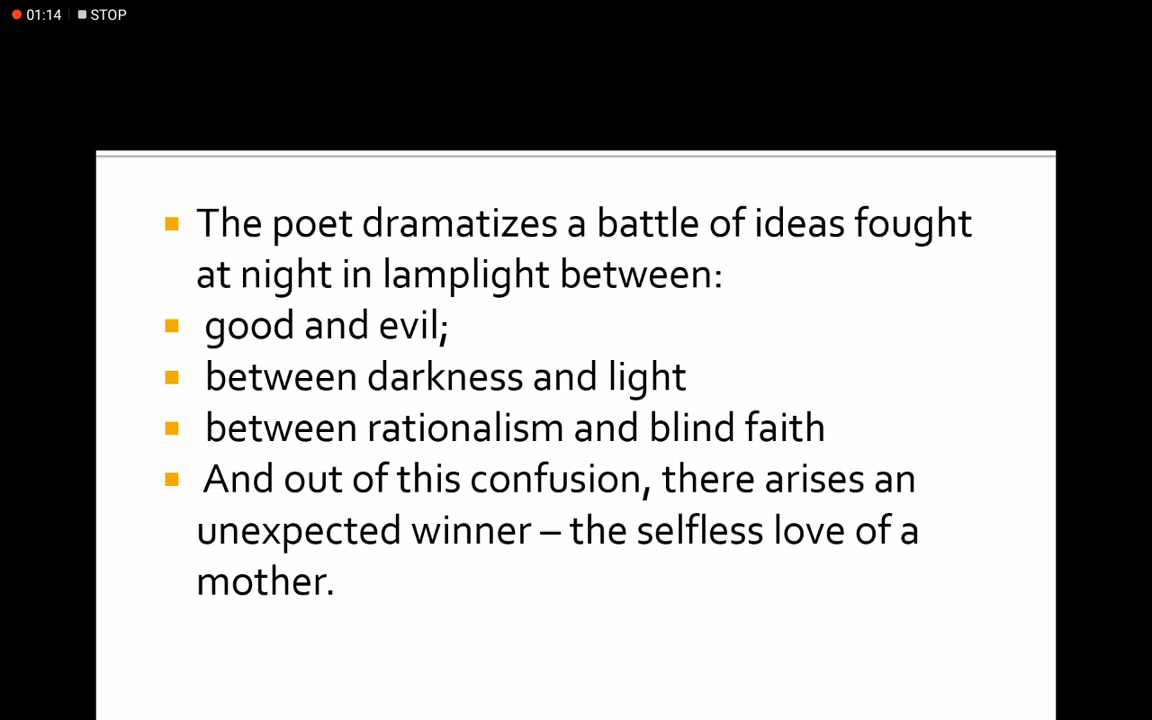 01:14 STOP
The poet dramatizes a battle of ideas fought
at night in lamplight between:
good and evil;
between darkness and light
between rationalism and blind faith
And out of this confusion, there arises an
unexpected winner – the selfless love of a
mother.